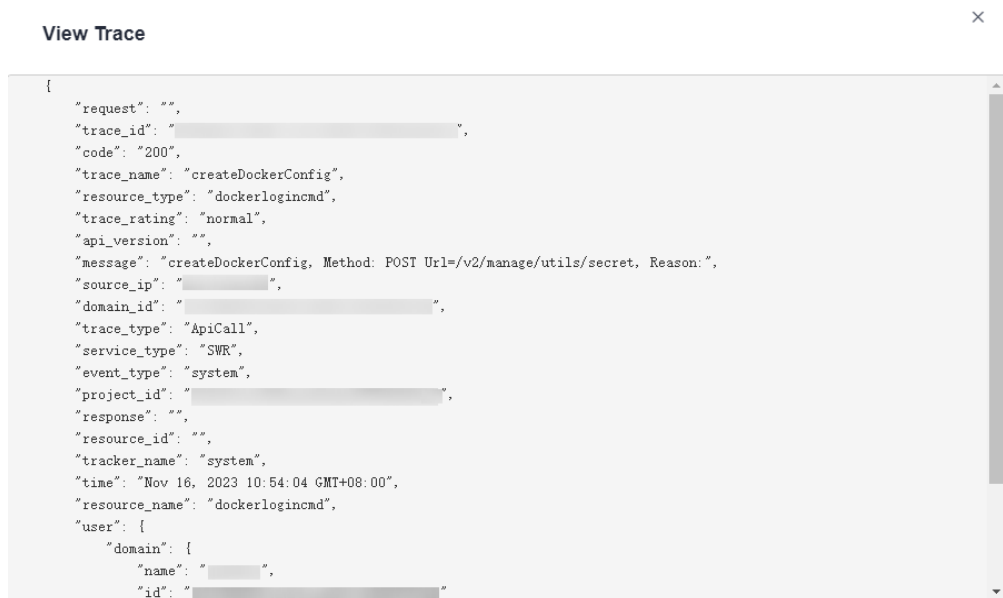 View Trace
×
{
"request": "",
"trace_id": " ",
"code": "200",
"trace_name": "createDockerConfig",
"resource_type": "dockerlogincmd",
"trace_rating": "normal",
"api_version": "",
"message": "createDockerConfig, Method: POST Url=/v2/manage/utils/secret, Reason:",
"source_ip": " ",
"domain_id": " ",
"trace_type": "ApiCall",
"service_type": "SWR",
"event_type": "system",
"project_id": " ",
"response": "",
"resource_id": "",
"tracker_name": "system",
"time": "Nov 16, 2023 10:54:04 GMT+08:00",
"resource_name": "dockerlogincmd",
"user": {
"domain": {
"name": " ",
"id": " "